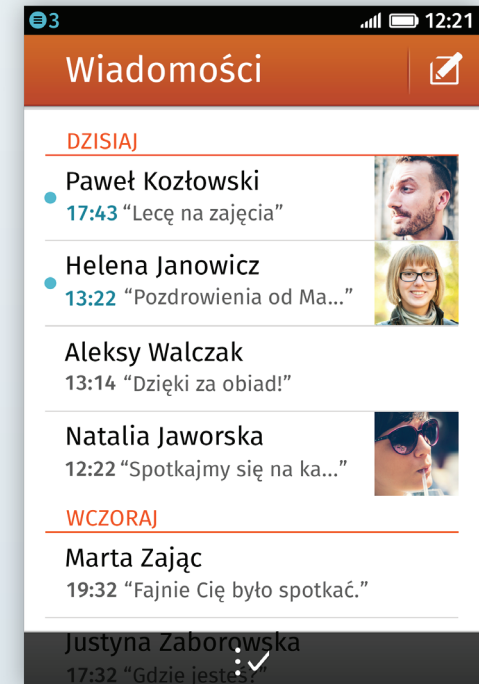 3 12:21
Wiadomości
DZISIAJ
Paweł Kozłowski
17:43 “Lecę na zajęcia”
Helena Janowicz
13:22 “Pozdrowienia od Ma...”
Aleksy Walczak
13:14 “Dzięki za obiad!”
Natalia Jaworska
12:22 “Spotkajmy się na ka...”
WCZORAJ
Marta Zając
19:32 “Fajnie Cię było spotkać.”
Justyna Zaborowska
17:32 “Gdzie jesteś?”